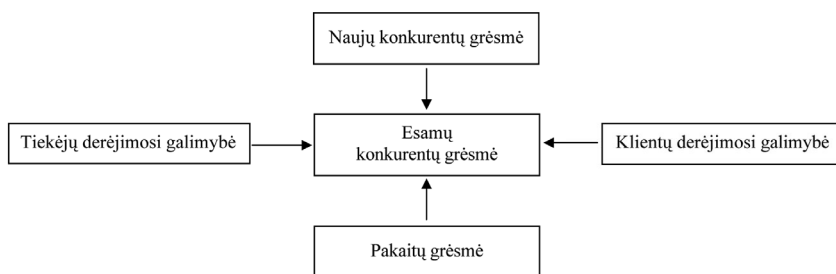 Naujų konkurentų grėsmė
Tiekėjų derėjimosi galimybė
Esamų
konkurentų grėsmė
Klientų derėjimosi galimybė
Pakaitų grėsmė